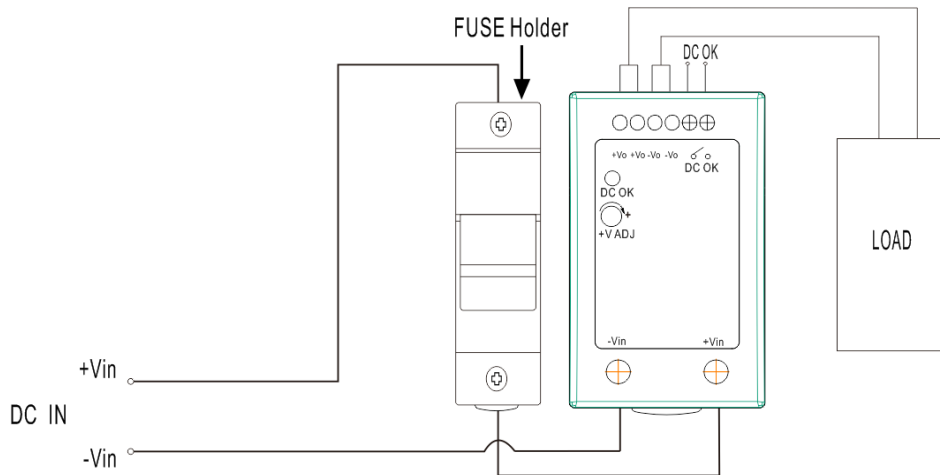 FUSE Holder
DC OK
+Vo +Vo -Vo -Vo
DC OK
DC OK
+
+V ADJ
LOAD
-Vin +Vin
+Vin
DC IN
-Vin